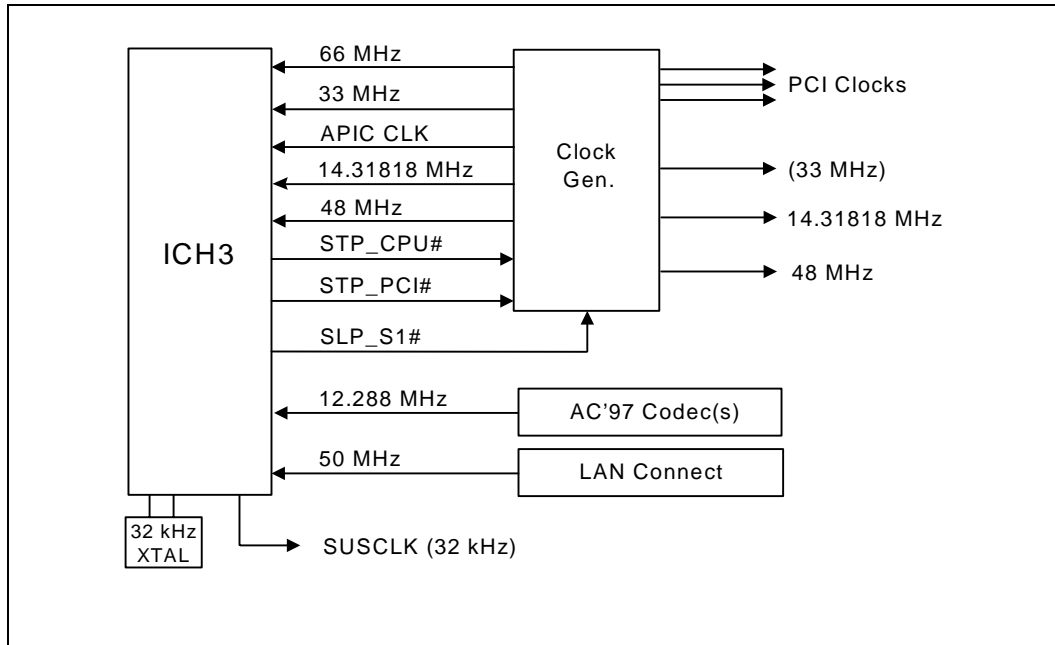 66 MHz
33 MHz
APIC CLK
14.31818 MHz
48 MHz
STP_CPU#
STP_PCI#
SLP_S1#
12.288 MHz
50 MHz
ICH3
Clock
Gen.
PCI Clocks
(33 MHz)
14.31818 MHz
48 MHz
AC'97 Codec(s)
LAN Connect
32 kHz
XTAL
SUSCLK (32 kHz)